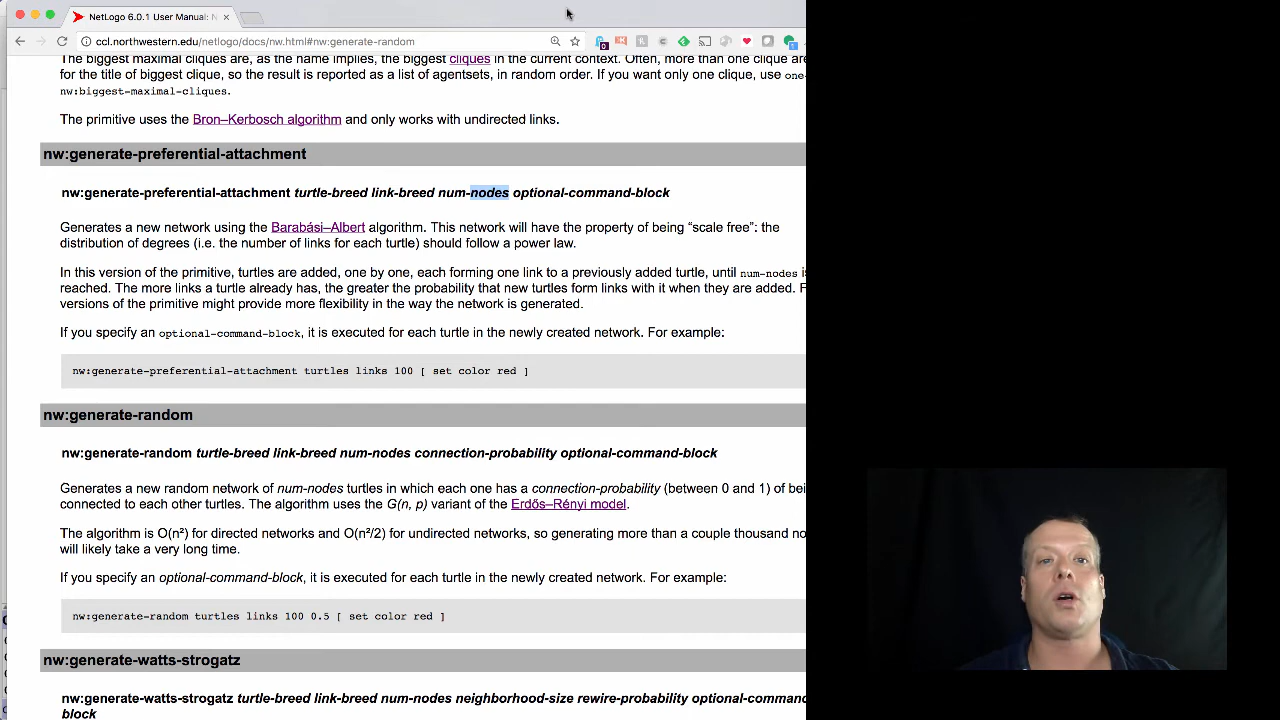 NetLogo 6.0.1 User Manual: N
ccl.northwestern.edu/netlogo/docs/nw.html#nw:generate-random
The biggest maximal cliques are, as the name implies, the biggest cliques in the current context. Often, more than one clique are
for the title of biggest clique, so the result is reported as a list of agentsets, in random order. If you want only one clique, use one-
nw:biggest-maximal-cliques.
The primitive uses the Bron–Kerbosch algorithm and only works with undirected links.
nw:generate-preferential-attachment
nw:generate-preferential-attachment turtle-breed link-breed num-nodes optional-command-block
Generates a new network using the Barabási–Albert algorithm. This network will have the property of being “scale free”: the
distribution of degrees (i.e. the number of links for each turtle) should follow a power law.
In this version of the primitive, turtles are added, one by one, each forming one link to a previously added turtle, until num-nodes is
reached. The more links a turtle already has, the greater the probability that new turtles form links with it when they are added. F
versions of the primitive might provide more flexibility in the way the network is generated.
If you specify an optional-command-block, it is executed for each turtle in the newly created network. For example:
nw:generate-preferential-attachment turtles links 100 [ set color red ]
nw:generate-random
nw:generate-random turtle-breed link-breed num-nodes connection-probability optional-command-block
Generates a new random network of num-nodes turtles in which each one has a connection-probability (between 0 and 1) of bei
connected to each other turtles. The algorithm uses the G(n, p) variant of the Erdős–Rényi model.
The algorithm is O(n²) for directed networks and O(n²/2) for undirected networks, so generating more than a couple thousand no
will likely take a very long time.
If you specify an optional-command-block, it is executed for each turtle in the newly created network. For example:
nw:generate-random turtles links 100 0.5 [ set color red ]
nw:generate-watts-strogatz
nw:generate-watts-strogatz turtle-breed link-breed num-nodes neighborhood-size rewire-probability optional-command-
block